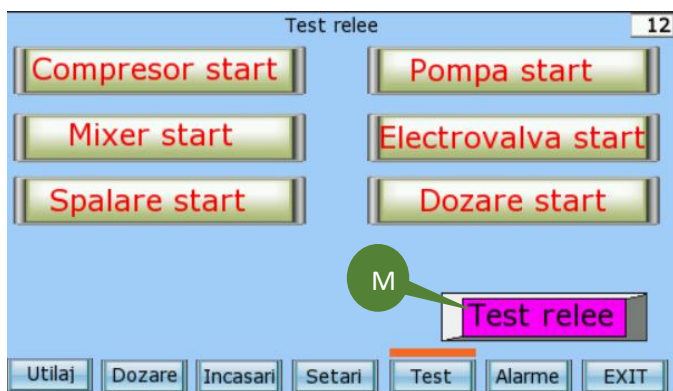 Test relee 12
Compresor start Pompa start
Mixer start Electrovalva start
Spalare start Dozare start
M
Test relee
Utilaj Dozare Incasari Setari Test Alarme EXIT